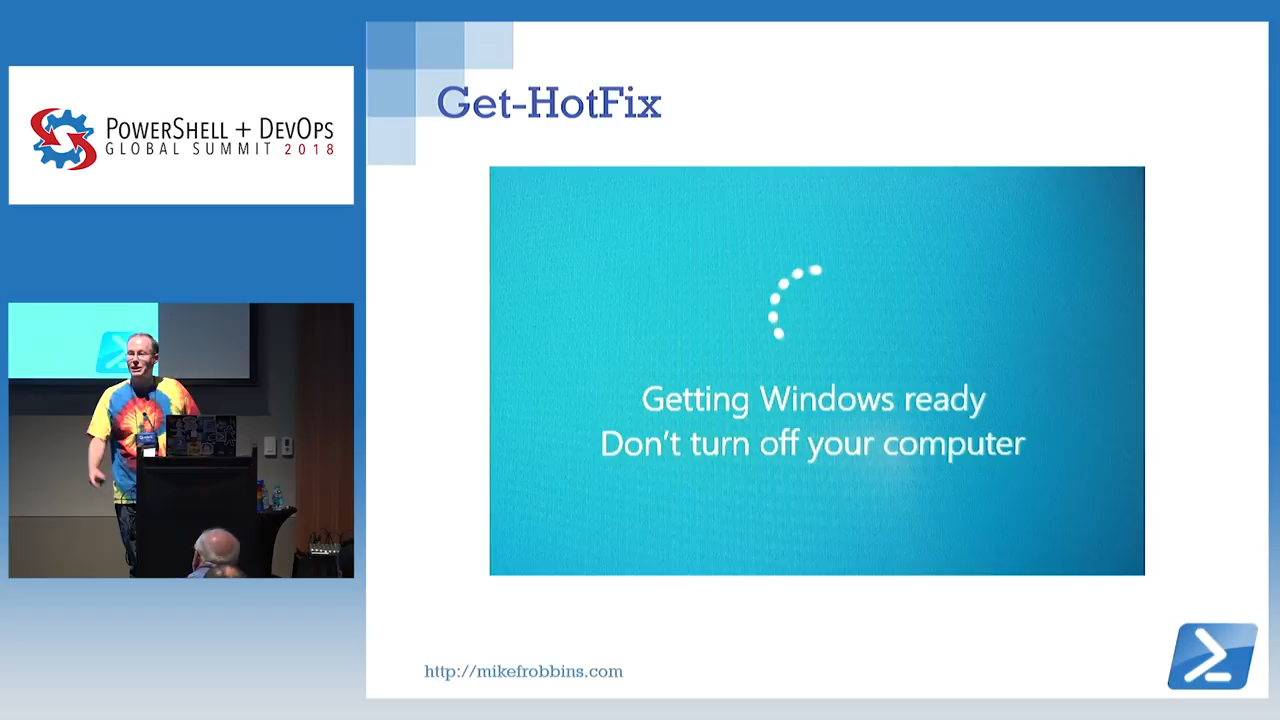 POWERSHELL + DEVOPS
GLOBAL SUMMIT 2018
Get-HotFix
Getting Windows ready
Don't turn off your computer
http://mikefrobbins.com